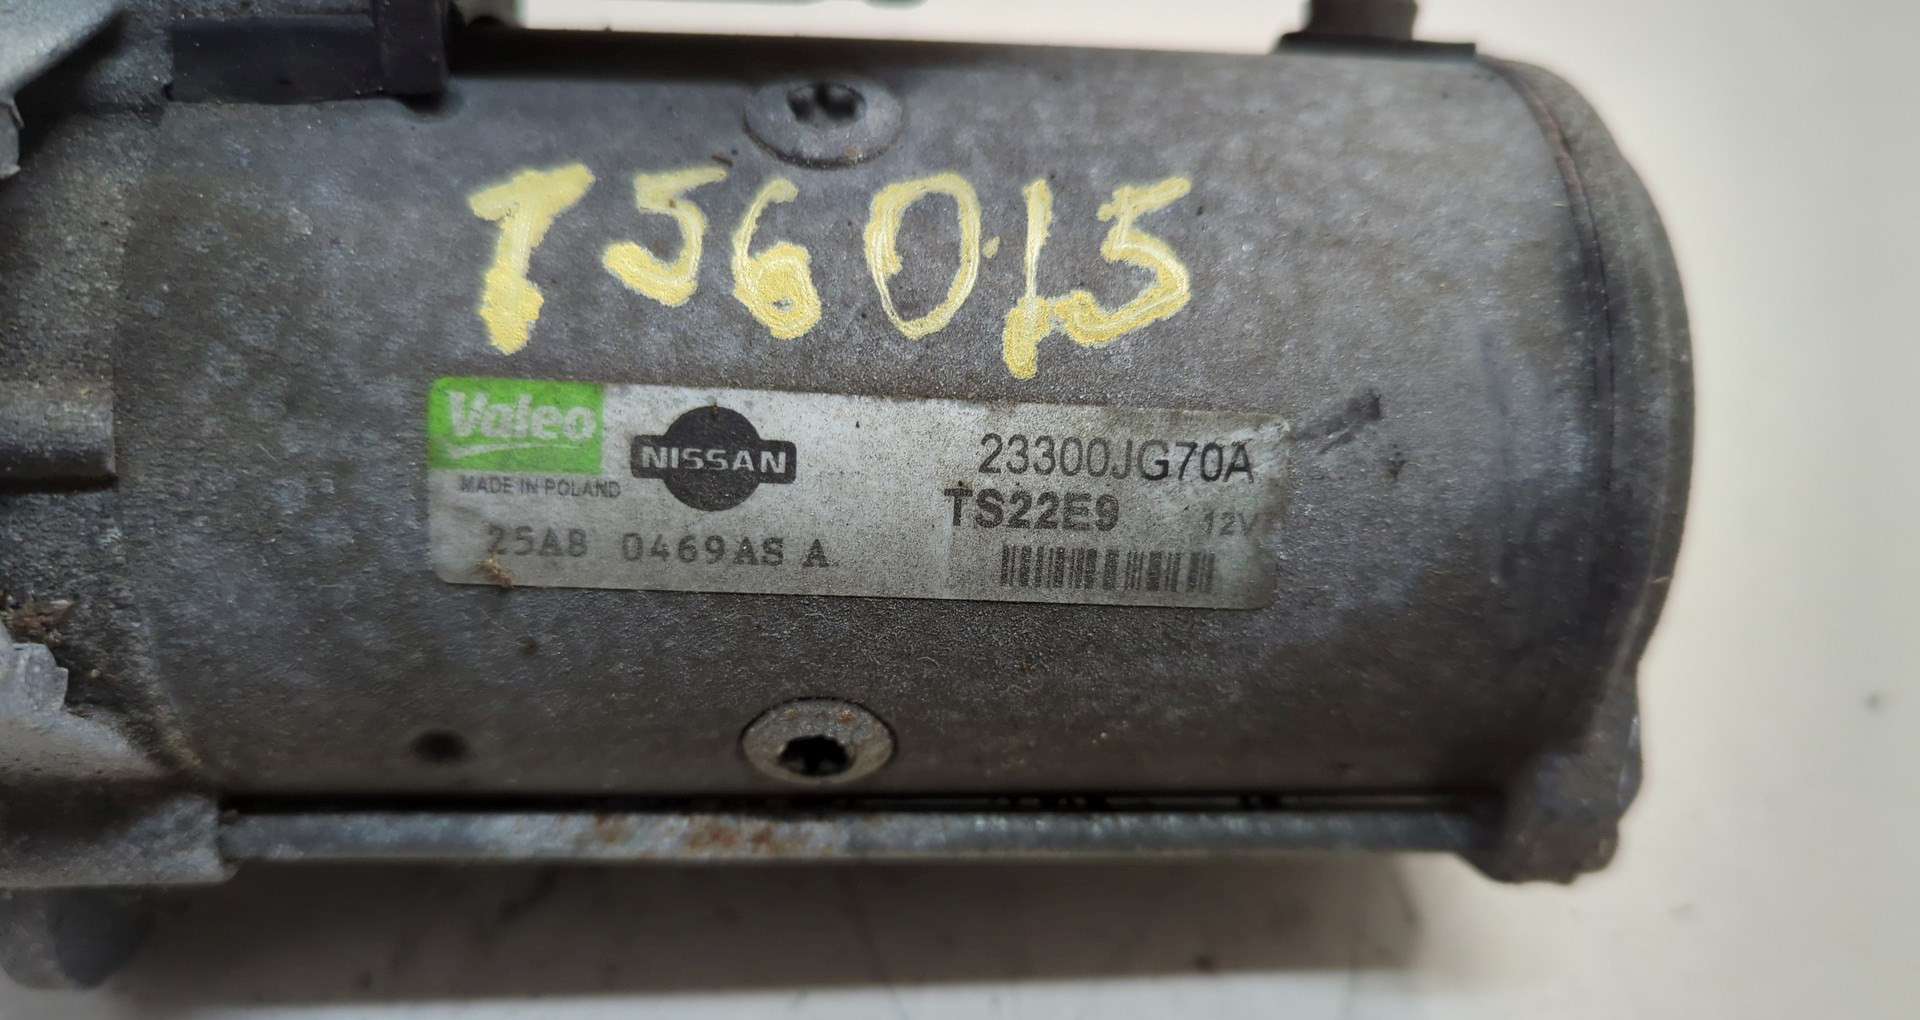 T56015
Valeo
NISSAN
MADE IN POLAND
23300JG70A
TS22E9 12V
25AB 0469AS A